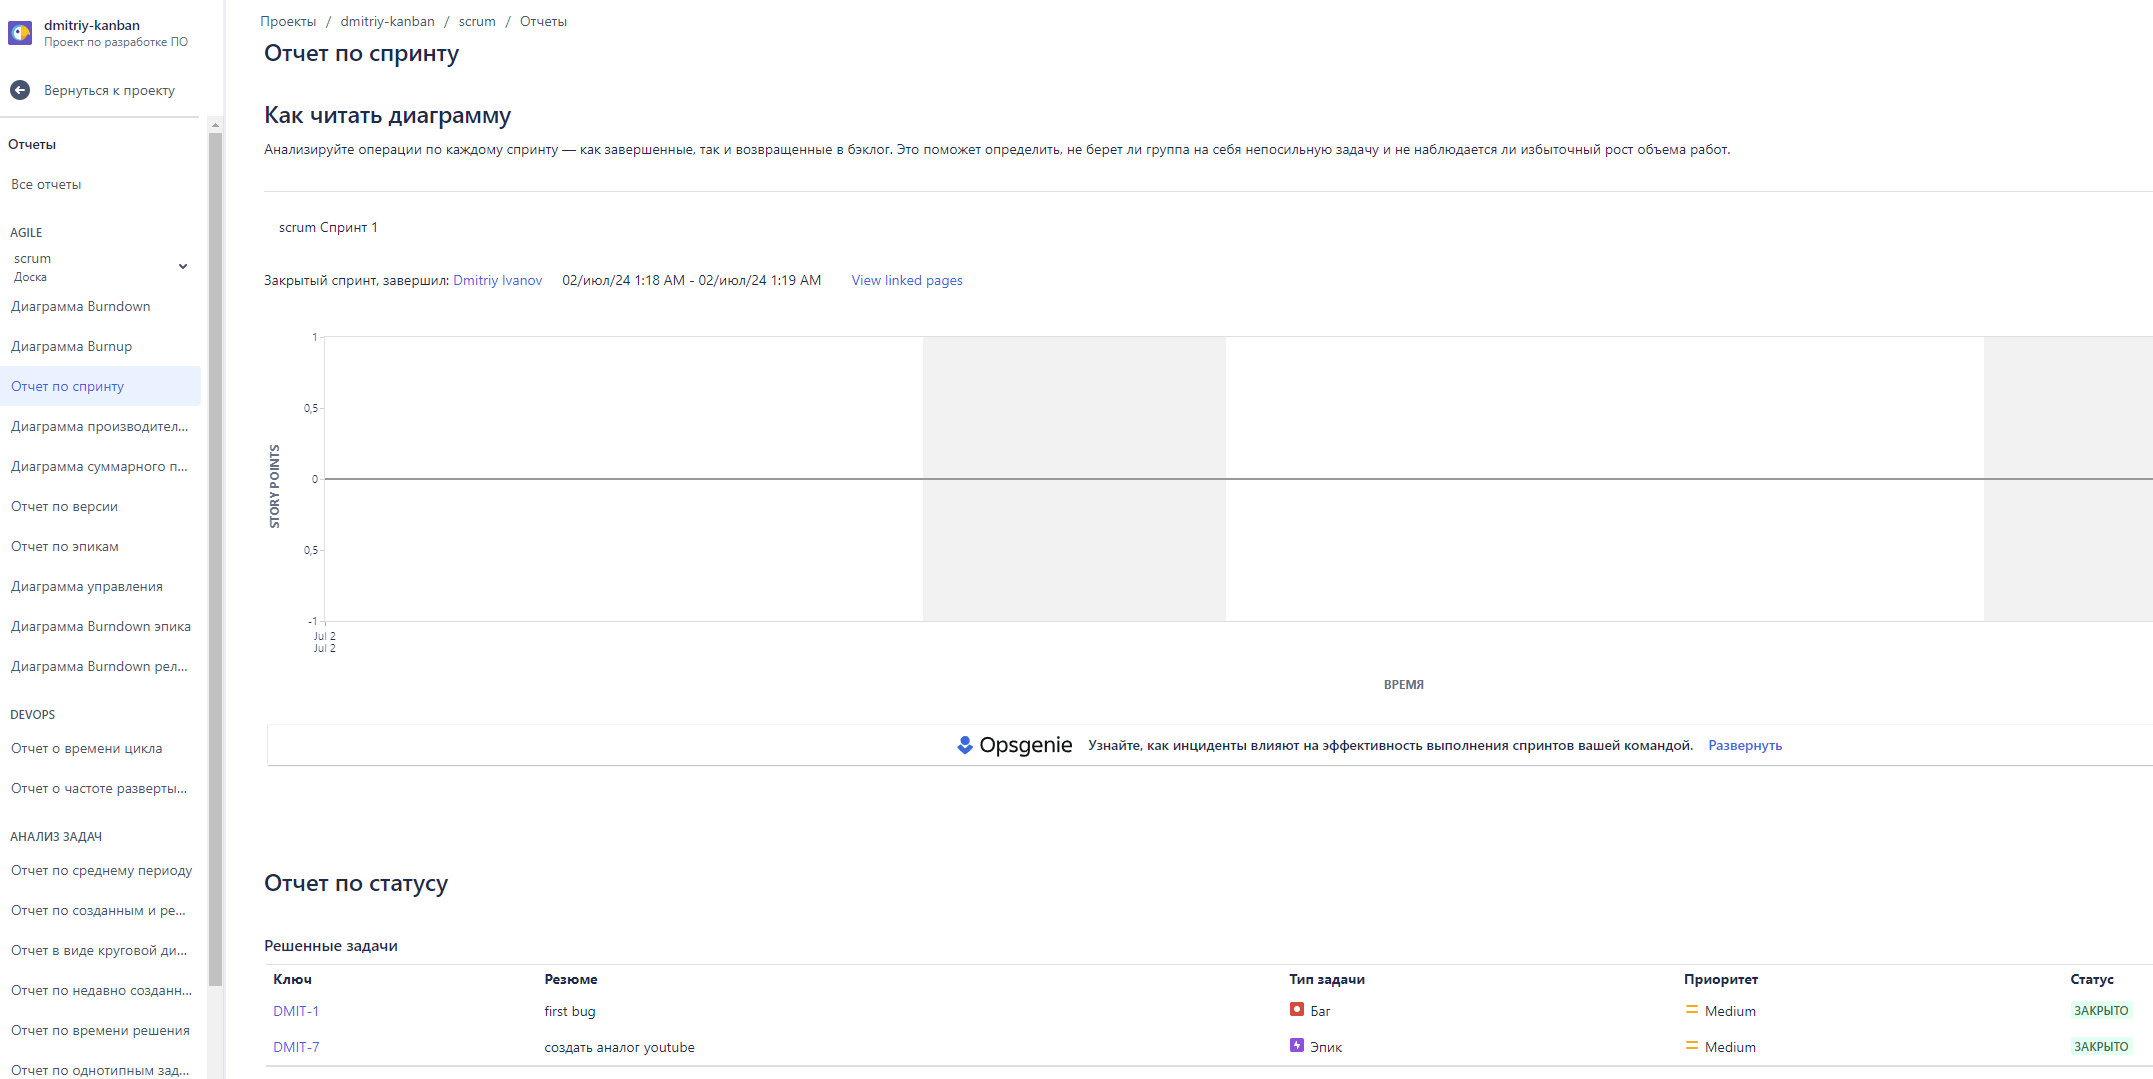 dmitriy-kanban
Проект по разработке ПО
Вернуться к проекту
Отчеты
Все отчеты
AGILE
scrum
Доска
Диаграмма Burndown
Диаграмма Burnup
Отчет по спринту
Диаграмма производител...
Диаграмма суммарного п...
Отчет по версии
Отчет по эпикам
Диаграмма управления
Диаграмма Burndown эпика
Диаграмма Burndown рел...
DEVOPS
Отчет о времени цикла
Отчет о частоте разверты...
АНАЛИЗ ЗАДАЧ
Отчет по среднему периоду
Отчет по созданным и ре...
Отчет в виде круговой ди...
Отчет по недавно созданн...
Отчет по времени решения
Отчет по однотипным зад...
Проекты / dmitriy-kanban / scrum / Отчеты
Отчет по спринту
Как читать диаграмму
Анализируйте операции по каждому спринту — как завершенные, так и возвращенные в бэклог. Это поможет определить, не берет ли группа на себя непосильную задачу и не наблюдается ли избыточный рост объема работ.
scrum Спринт 1
Закрытый спринт, завершил: Dmitriy Ivanov 02/июл/24 1:18 AM - 02/июл/24 1:19 AM View linked pages
STORY POINTS
1
0,5
0
0,5
-1
Jul 2
Jul 2
ВРЕМЯ
Opsgenie Узнайте, как инциденты влияют на эффективность выполнения спринтов вашей командой. Развернуть
Отчет по статусу
Решенные задачи
Ключ Резюме Тип задачи Приоритет Статус
DMIT-1 first bug Баг Medium ЗАКРЫТО
DMIT-7 создать аналог youtube Эпик Medium ЗАКРЫТО